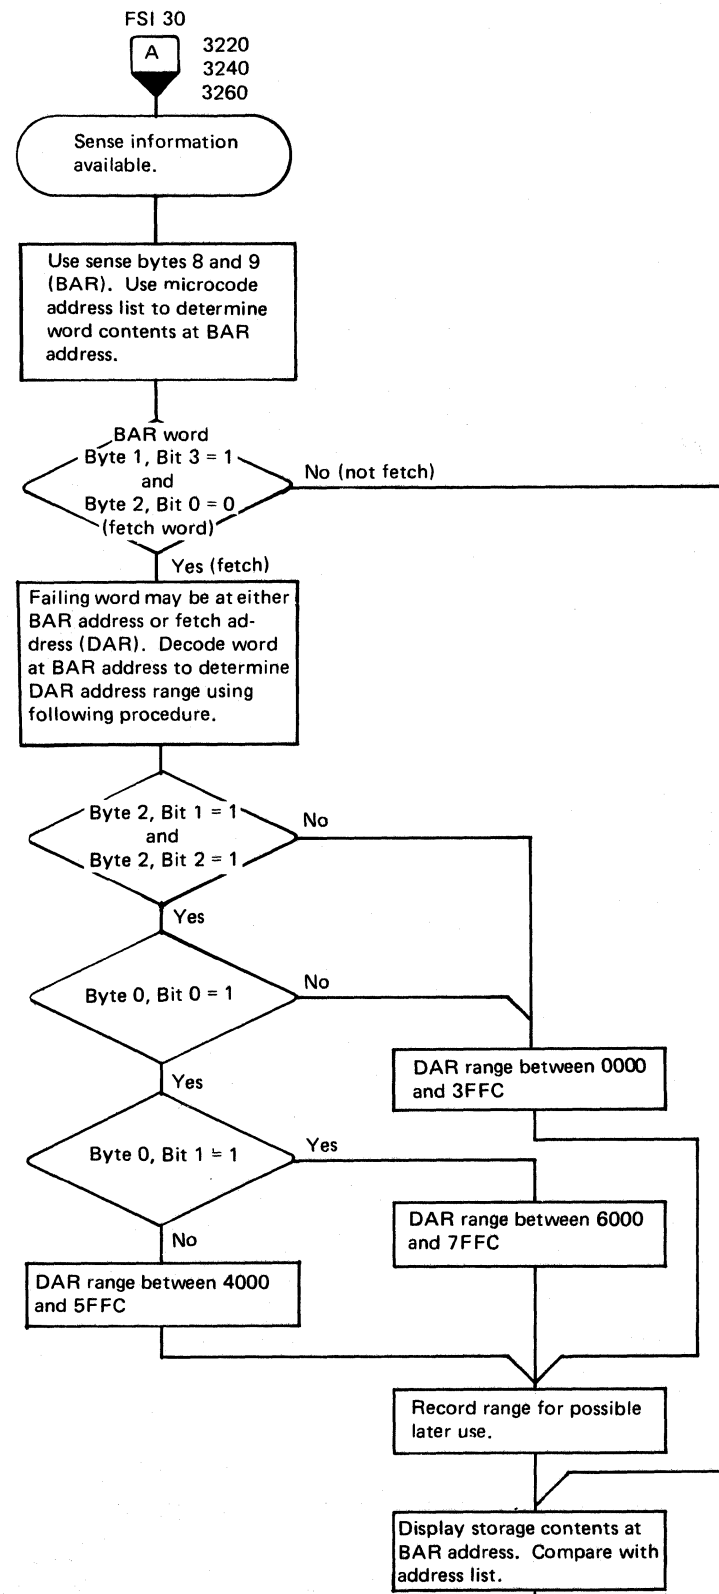 FSI 30
A
3220
3240
3260
Sense information
available.
Use sense bytes 8 and 9
(BAR). Use microcode
address list to determine
word contents at BAR
address.
BAR word
Byte 1, Bit 3 = 1
and
Byte 2, Bit 0 = 0
(fetch word)
No (not fetch)
Yes (fetch)
Failing word may be at either
BAR address or fetch ad-
dress (DAR). Decode word
at BAR address to determine
DAR address range using
following procedure.
Byte 2, Bit 1 = 1
and
Byte 2, Bit 2 = 1
No
Yes
Byte 0, Bit 0 = 1
No
Yes
DAR range between 0000
and 3FFC
Byte 0, Bit 1 = 1
Yes
No
DAR range between 6000
and 7FFC
DAR range between 4000
and 5FFC
Record range for possible
later use.
Display storage contents at
BAR address. Compare with
address list.